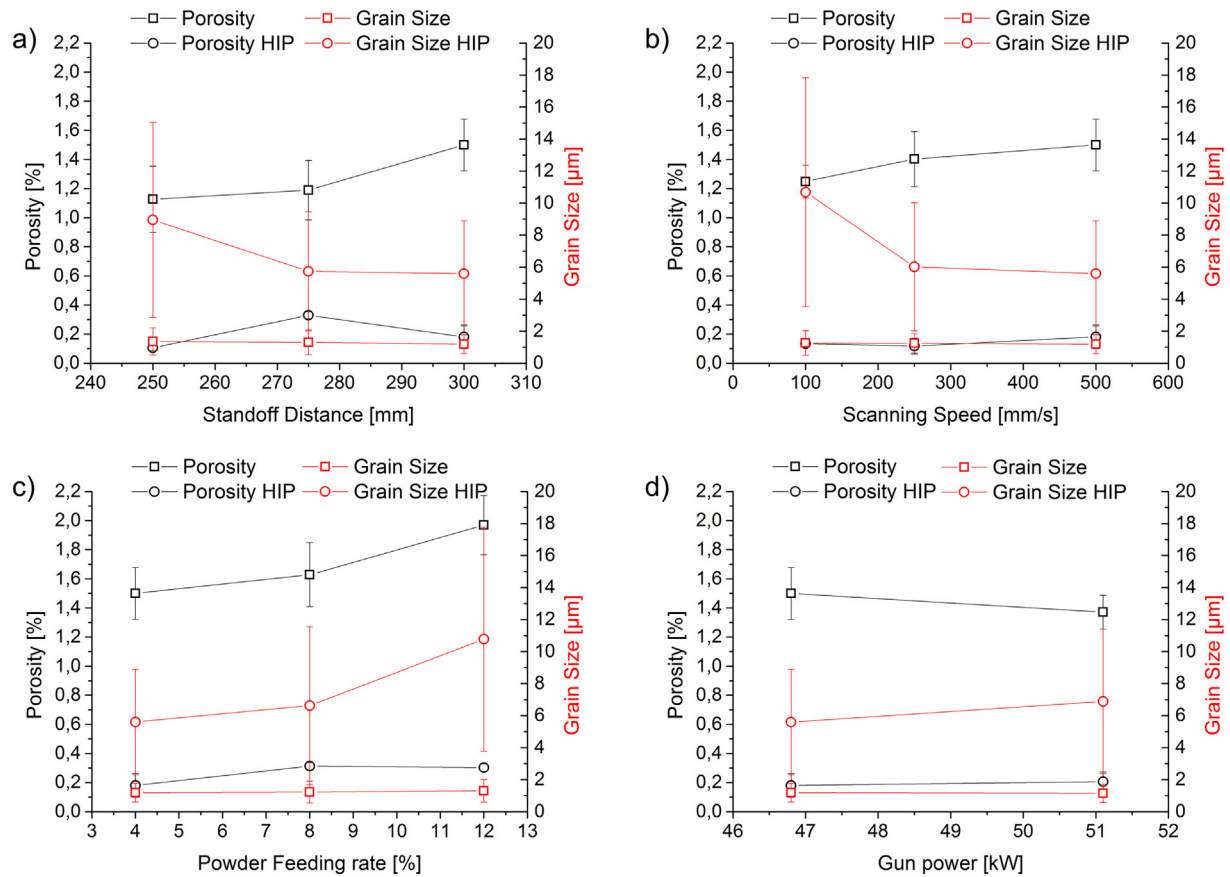 a)
Porosity
Grain Size
Porosity HIP
Grain Size HIP
2,2
2,0
1,8
1,6
1,4
1,2
1,0
0,8
0,6
0,4
0,2
0,0
Porosity [%]
20
18
16
14
12
10
8
6
4
2
0
Grain Size [µm]
240 250 260 270 280 290 300 310
Standoff Distance [mm]
b)
Porosity
Grain Size
Porosity HIP
Grain Size HIP
2,2
2,0
1,8
1,6
1,4
1,2
1,0
0,8
0,6
0,4
0,2
0,0
Porosity [%]
20
18
16
14
12
10
8
6
4
2
0
Grain Size [µm]
0 100 200 300 400 500 600
Scanning Speed [mm/s]
c)
Porosity
Grain Size
Porosity HIP
Grain Size HIP
2,2
2,0
1,8
1,6
1,4
1,2
1,0
0,8
0,6
0,4
0,2
0,0
Porosity [%]
20
18
16
14
12
10
8
6
4
2
0
Grain Size [µm]
3 4 5 6 7 8 9 10 11 12 13
Powder Feeding rate [%]
d)
Porosity
Grain Size
Porosity HIP
Grain Size HIP
2,2
2,0
1,8
1,6
1,4
1,2
1,0
0,8
0,6
0,4
0,2
0,0
Porosity [%]
20
18
16
14
12
10
8
6
4
2
0
Grain Size [µm]
46 47 48 49 50 51 52
Gun power [kW]